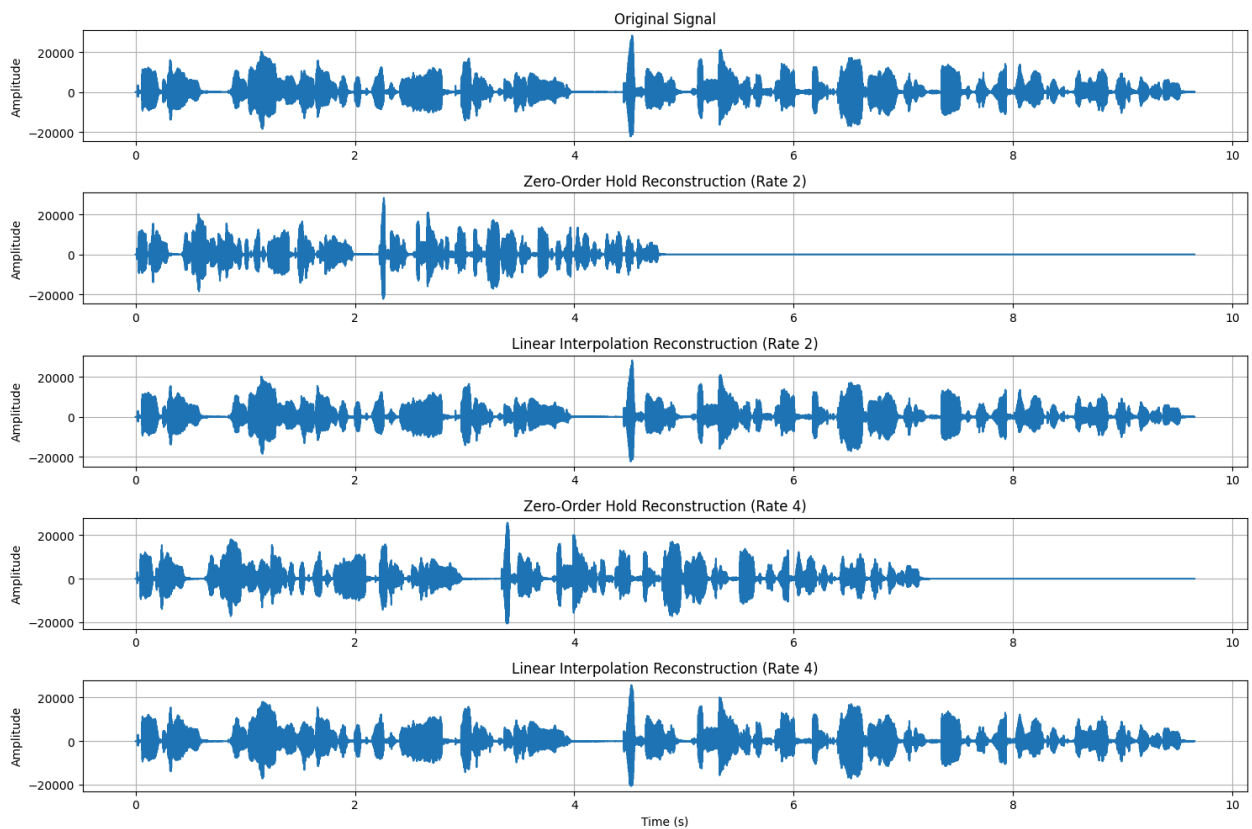 Original Signal
Amplitude
20000
0
−20000
0 2 4 6 8 10
Zero-Order Hold Reconstruction (Rate 2)
Amplitude
20000
0
−20000
0 2 4 6 8 10
Linear Interpolation Reconstruction (Rate 2)
Amplitude
20000
0
−20000
0 2 4 6 8 10
Zero-Order Hold Reconstruction (Rate 4)
Amplitude
20000
0
−20000
0 2 4 6 8 10
Linear Interpolation Reconstruction (Rate 4)
Amplitude
20000
0
−20000
0 2 4 6 8 10
Time (s)